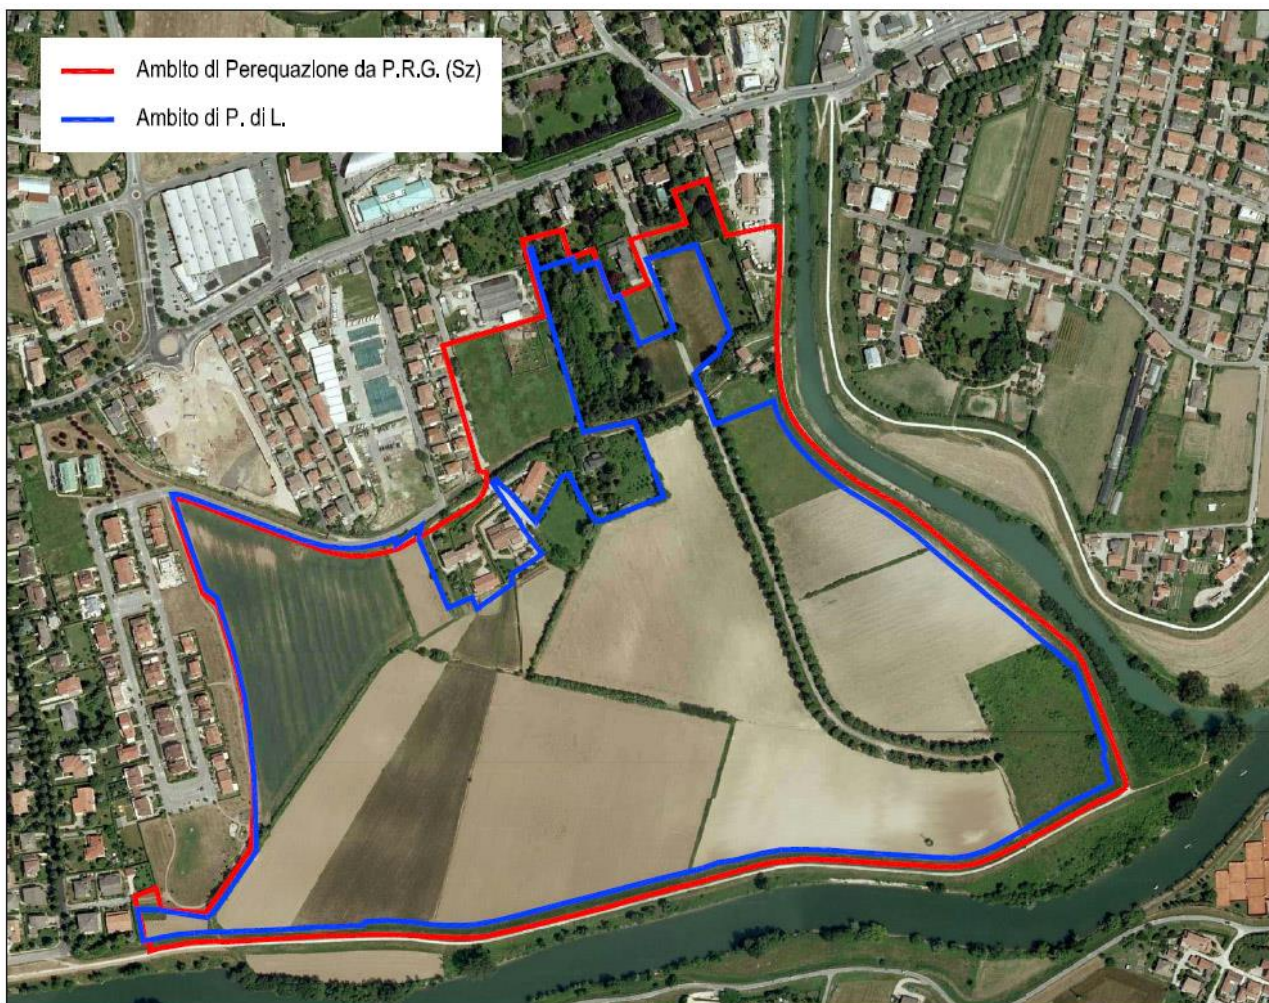 Ambito di Perequazione da P.R.G. (Sz)
Ambito di P. di L.